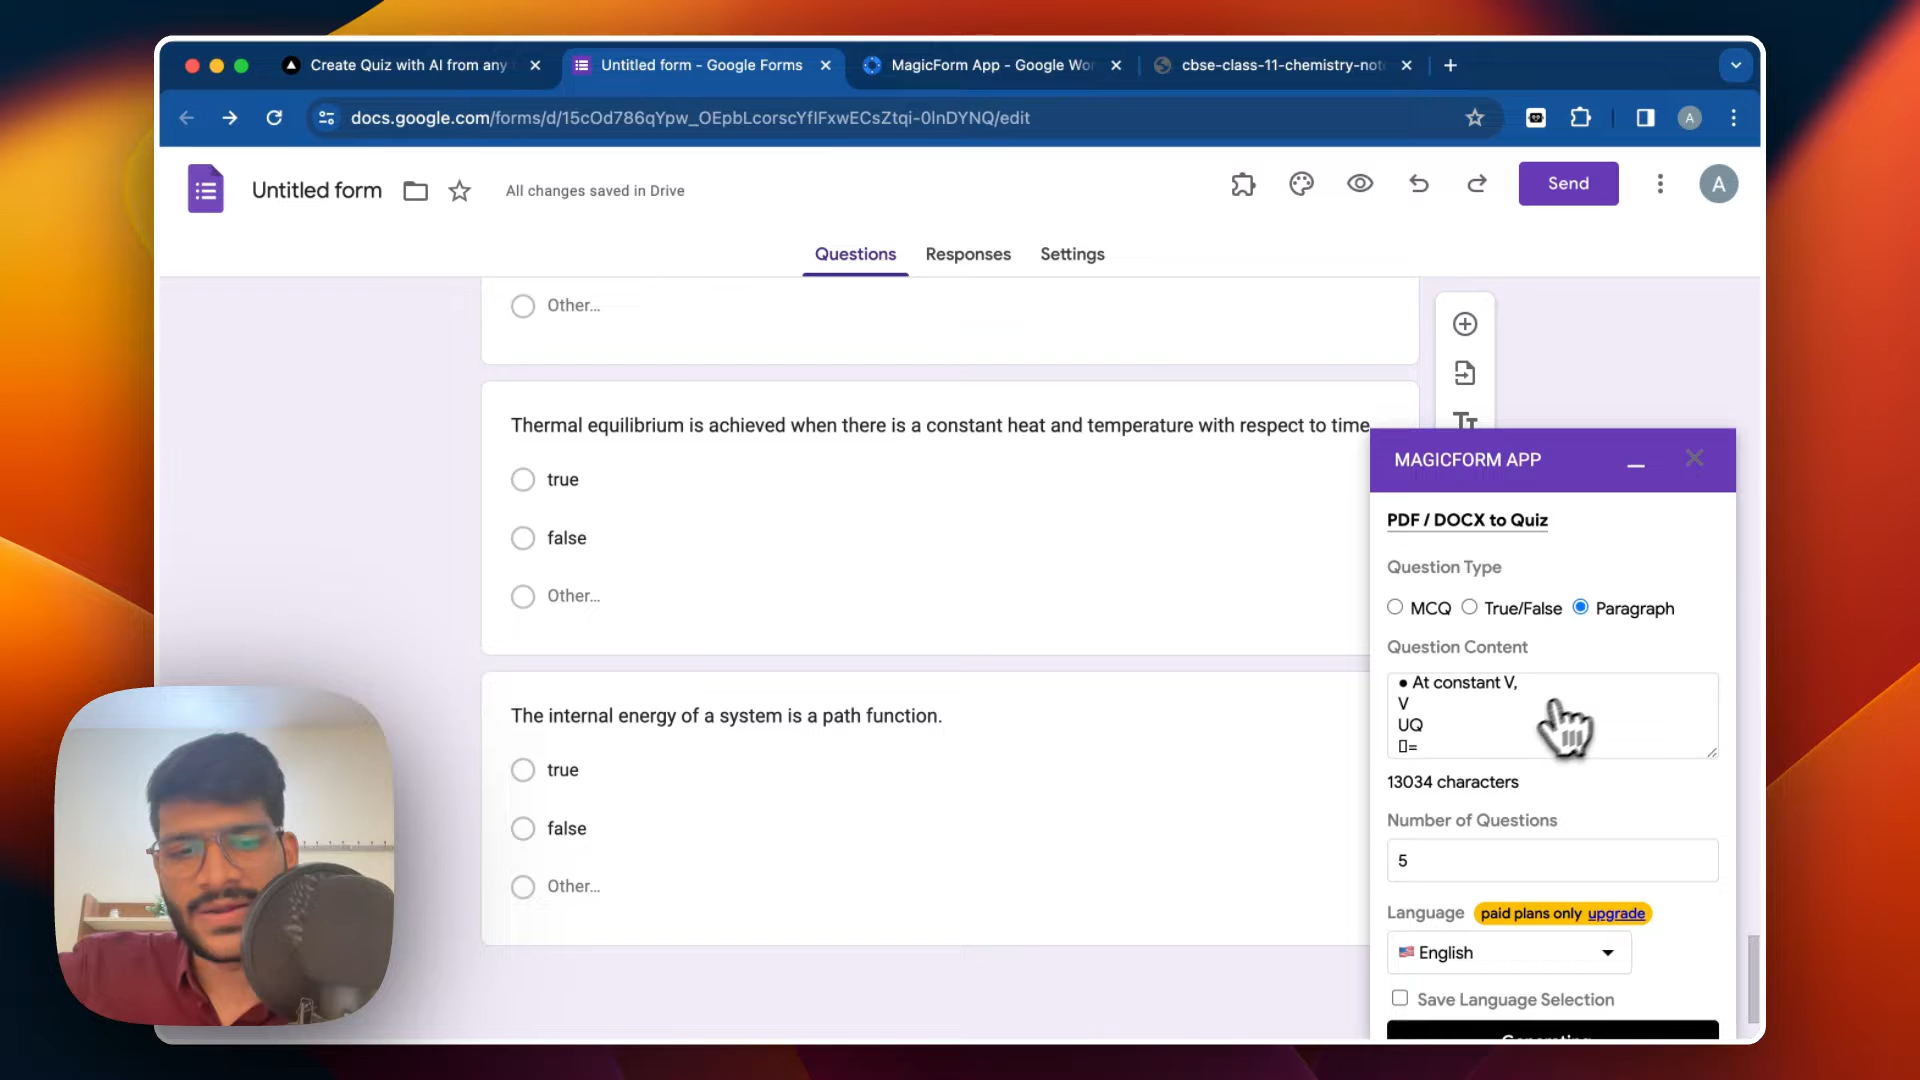 Create Quiz with AI from any
Untitled form - Google Forms
MagicForm App - Google Wor
cbse-class-11-chemistry-not
docs.google.com/forms/d/15cOd786qYpw_OEpbLcorscYfIFxwECsZtqi-0lnDYNQ/edit
A
Untitled form
All changes saved in Drive
Send
A
Questions
Responses
Settings
Other...
Thermal equilibrium is achieved when there is a constant heat and temperature with respect to time
true
false
Other...
The internal energy of a system is a path function.
true
false
Other...
MAGICFORM APP
PDF / DOCX to Quiz
Question Type
MCQ True/False Paragraph
Question Content
● At constant V,
V
UQ
▯=
13034 characters
Number of Questions
5
Language paid plans only upgrade
English
Save Language Selection
Generating